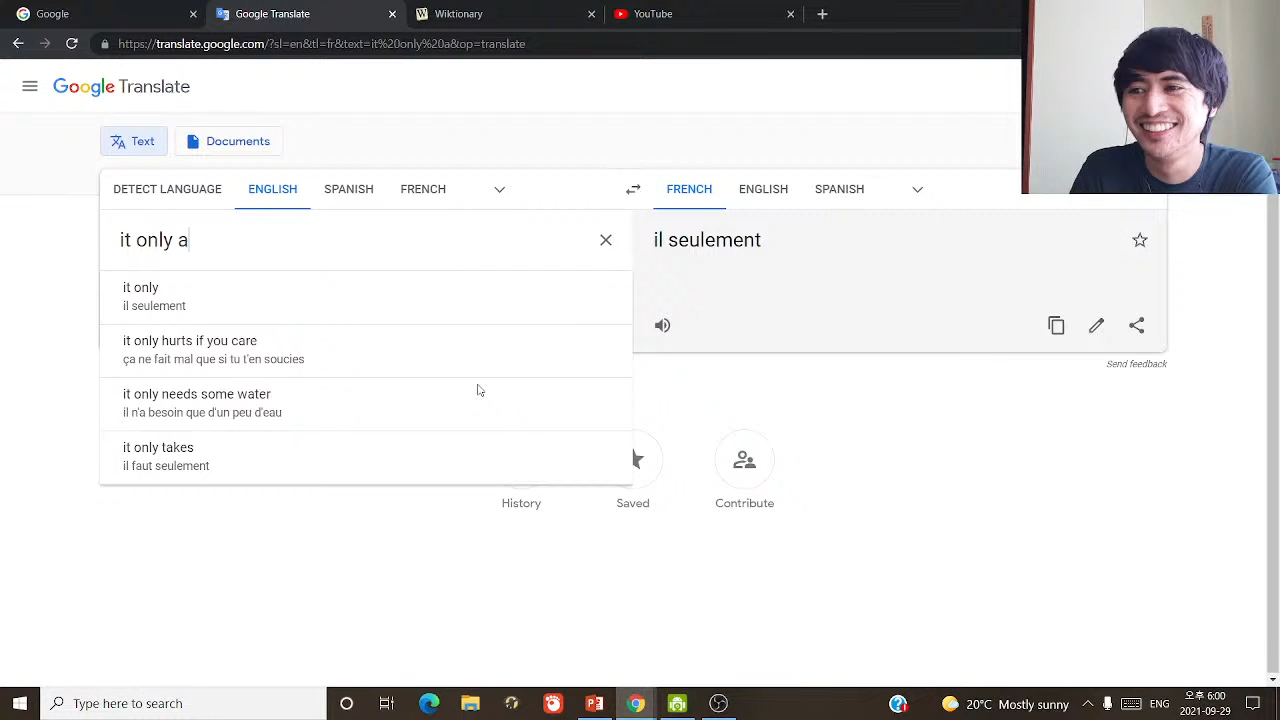 Google
Google Translate
Wiktionary
YouTube
https://translate.google.com/?sl=en&tl=fr&text=it%20only%20a&op=translate
Google Translate
Text
Documents
DETECT LANGUAGE
ENGLISH
SPANISH
FRENCH
FRENCH
ENGLISH
SPANISH
it only a
il seulement
it only
il seulement
it only hurts if you care
ça ne fait mal que si tu t'en soucies
it only needs some water
il n'a besoin que d'un peu d'eau
it only takes
il faut seulement
Send feedback
History
Saved
Contribute
Type here to search
20°C Mostly sunny
ENG
오후 6:00
2021-09-29